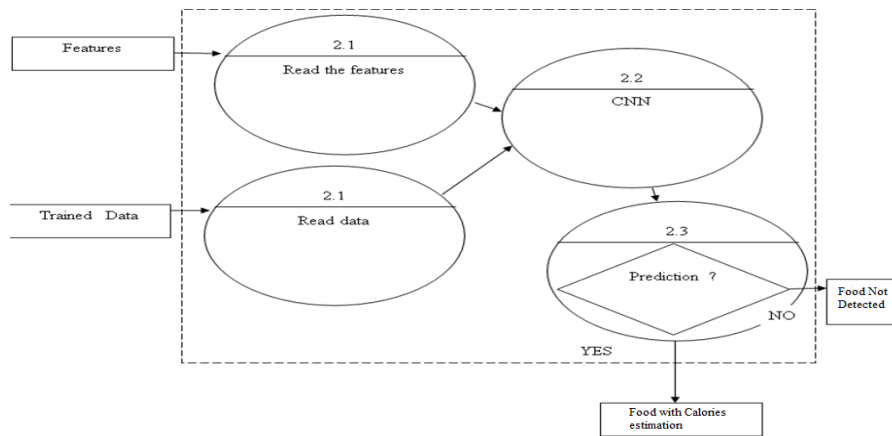 Features
2.1
Read the features
2.2
CNN
Trained Data
2.1
Read data
2.3
Prediction ?
NO
Food Not
Detected
YES
Food with Calories
estimation